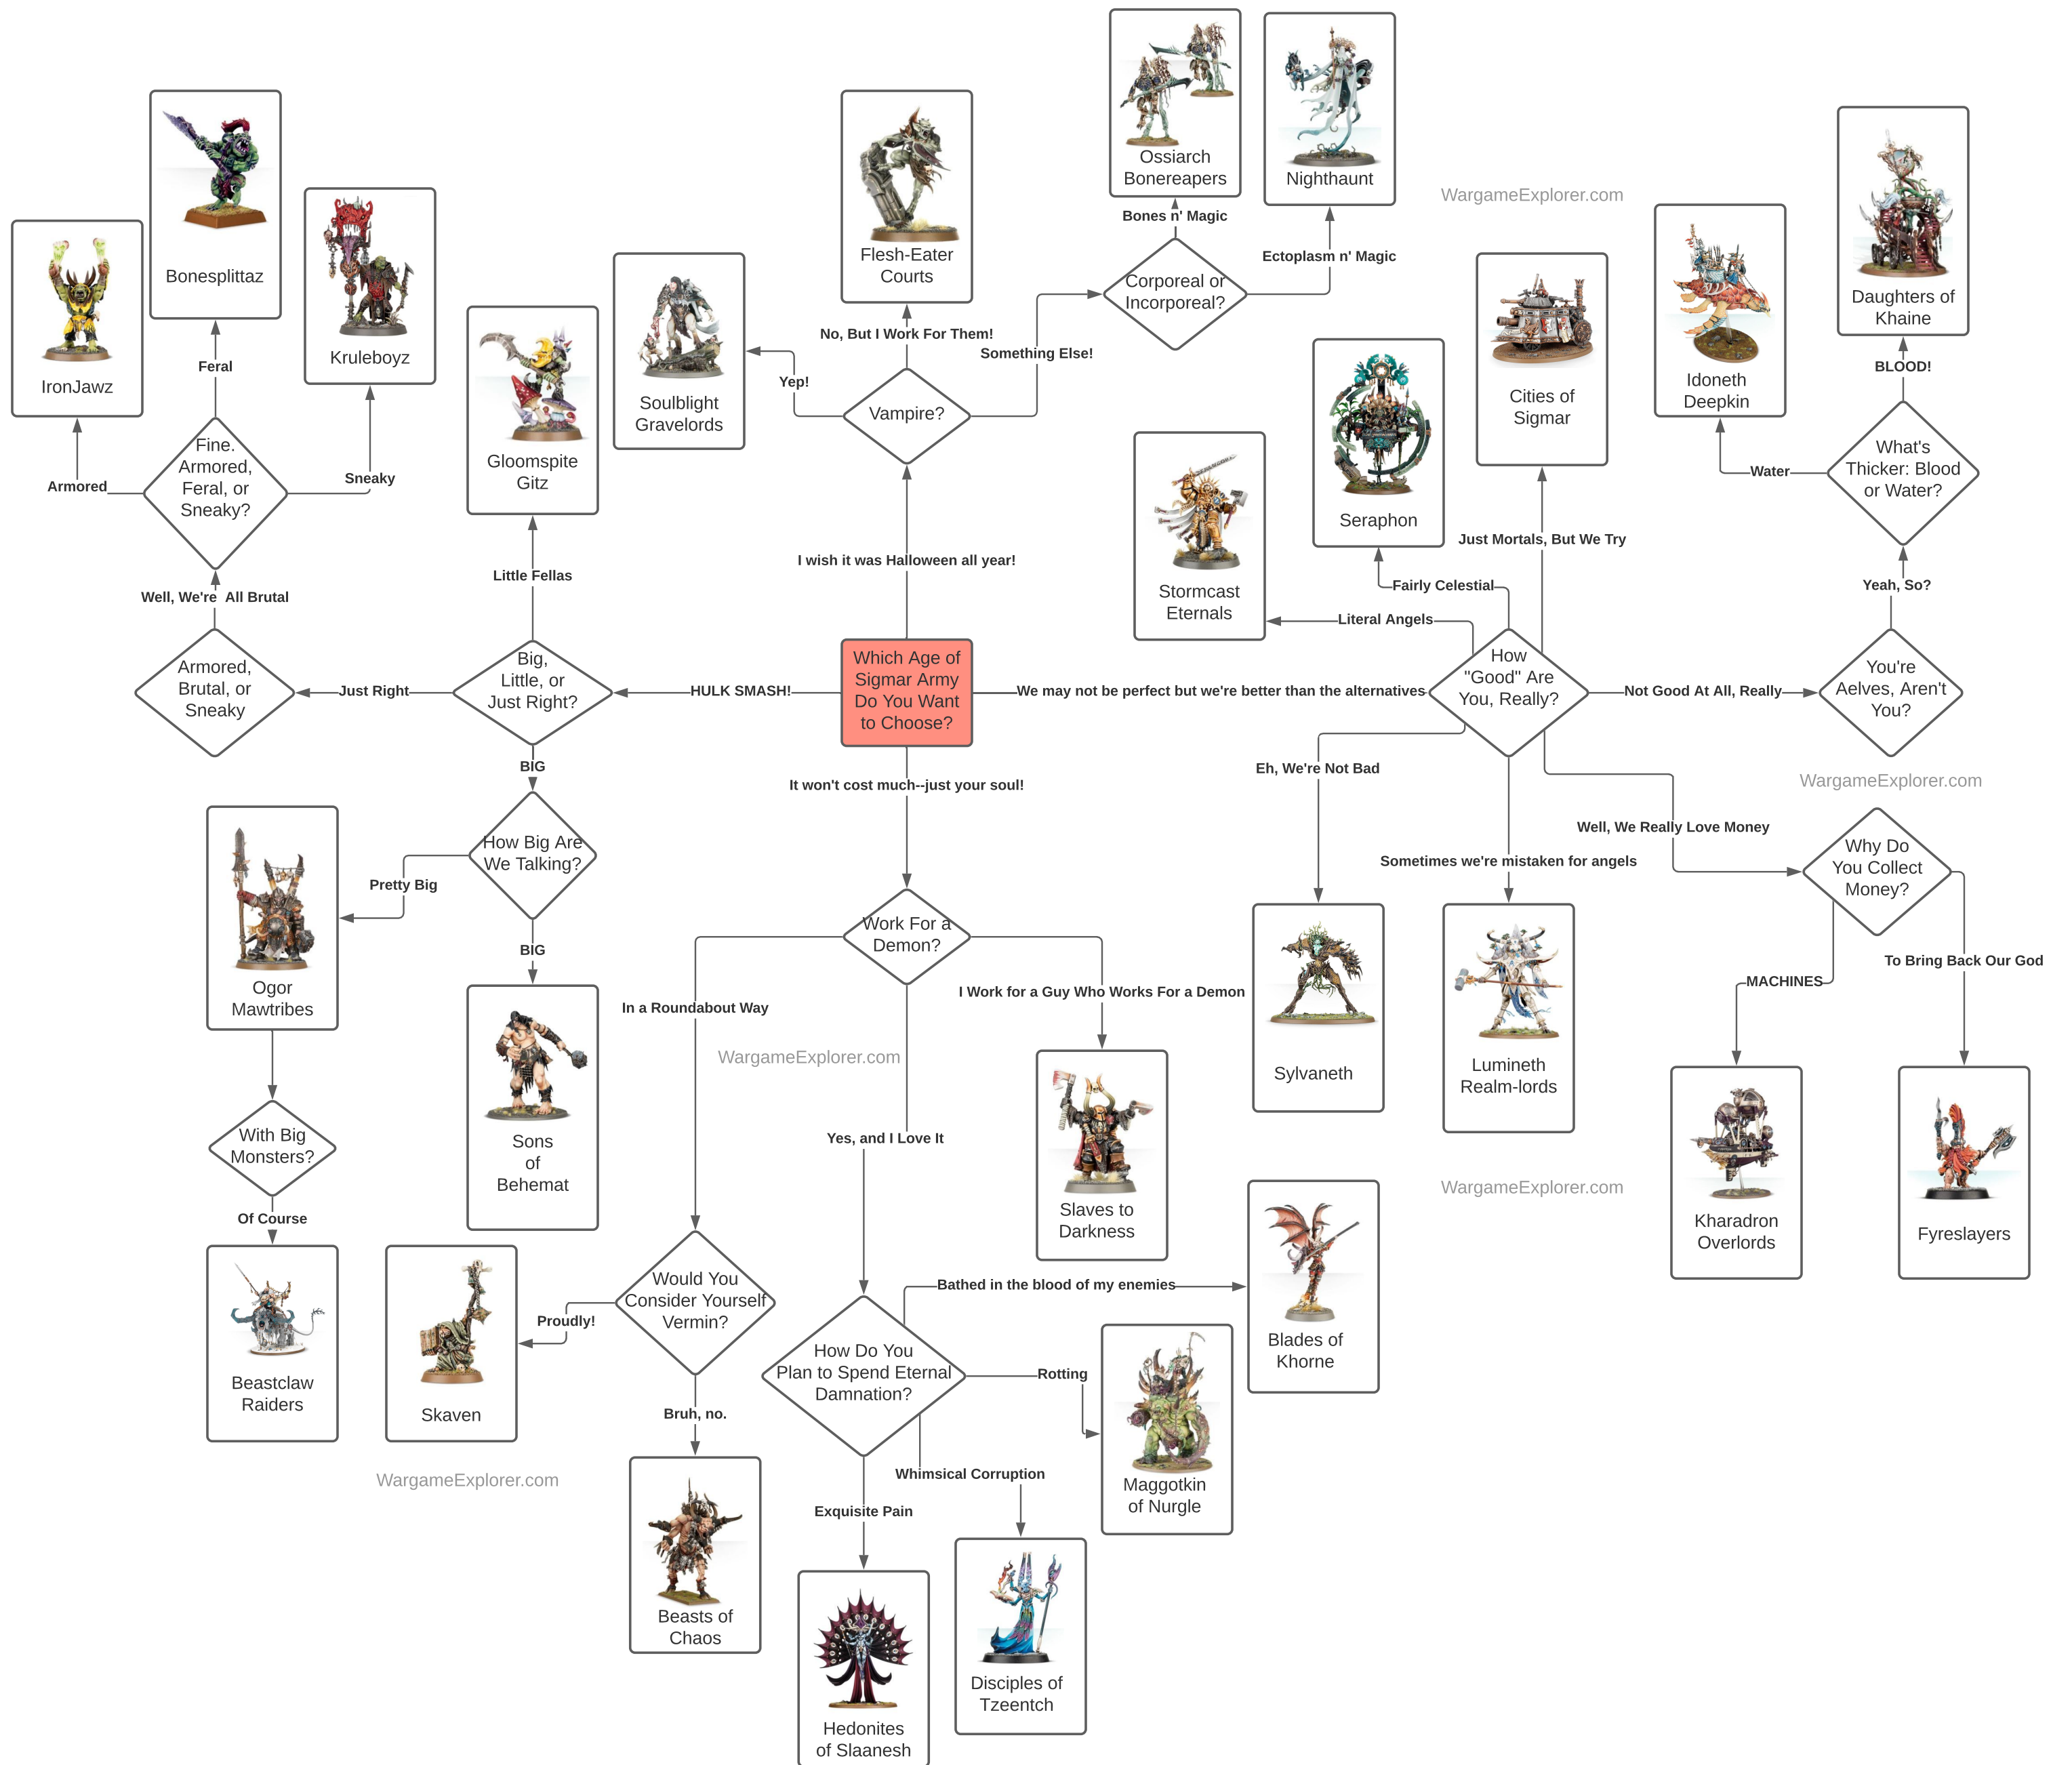 Ossiarch
Bonereapers
Nighthaunt
WargameExplorer.com
Bones n' Magic
Ectoplasm n' Magic
Corporeal or
Incorporeal?
Flesh-Eater
Courts
No, But I Work For Them!
Something Else!
Yep!
Vampire?
Soulblight
Gravelords
I wish it was Halloween all year!
Bonesplittaz
IronJawz
Kruleboyz
Feral
Armored
Sneaky
Fine.
Armored,
Feral, or
Sneaky?
Well, We're  All Brutal
Armored,
Brutal, or
Sneaky
Just Right
Gloomspite
Gitz
Little Fellas
Big,
Little, or
Just Right?
HULK SMASH!
Which Age of
Sigmar Army
Do You Want
to Choose?
We may not be perfect but we're better than the alternatives
How
"Good" Are
You, Really?
Stormcast
Eternals
Literal Angels
Seraphon
Fairly Celestial
Cities of
Sigmar
Just Mortals, But We Try
Not Good At All, Really
You're
Aelves, Aren't
You?
Yeah, So?
What's
Thicker: Blood
or Water?
Water
BLOOD!
Idoneth
Deepkin
Daughters of
Khaine
WargameExplorer.com
Eh, We're Not Bad
Sylvaneth
Sometimes we're mistaken for angels
Lumineth
Realm-lords
Well, We Really Love Money
Why Do
You Collect
Money?
MACHINES
To Bring Back Our God
Kharadron
Overlords
Fyreslayers
WargameExplorer.com
BIG
How Big Are
We Talking?
Pretty Big
BIG
Ogor
Mawtribes
Sons
of
Behemat
With Big
Monsters?
Of Course
Beastclaw
Raiders
It won't cost much--just your soul!
Work For a
Demon?
In a Roundabout Way
I Work for a Guy Who Works For a Demon
WargameExplorer.com
Yes, and I Love It
Slaves to
Darkness
Would You
Consider Yourself
Vermin?
Proudly!
Bruh, no.
Skaven
WargameExplorer.com
Beasts of
Chaos
How Do You
Plan to Spend Eternal
Damnation?
Bathed in the blood of my enemies
Blades of
Khorne
Rotting
Maggotkin
of Nurgle
Whimsical Corruption
Disciples of
Tzeentch
Exquisite Pain
Hedonites
of Slaanesh